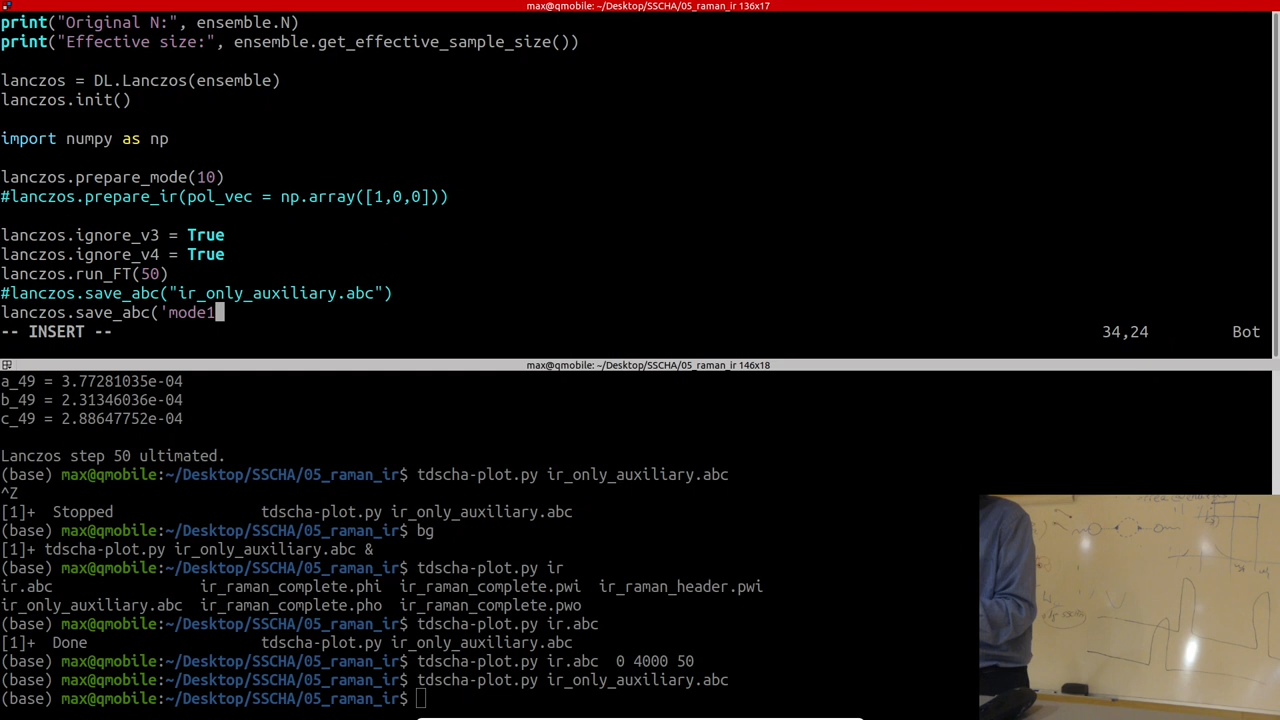 max@qmobile: ~/Desktop/SSCHA/05_raman_ir 136x17
print("Original N:", ensemble.N)
print("Effective size:", ensemble.get_effective_sample_size())
lanczos = DL.Lanczos(ensemble)
lanczos.init()
import numpy as np
lanczos.prepare_mode(10)
#lanczos.prepare_ir(pol_vec = np.array([1,0,0]))
lanczos.ignore_v3 = True
lanczos.ignore_v4 = True
lanczos.run_FT(50)
#lanczos.save_abc("ir_only_auxiliary.abc")
lanczos.save_abc('mode1
-- INSERT -- 34,24 Bot
max@qmobile: ~/Desktop/SSCHA/05_raman_ir 146x18
a_49 = 3.77281035e-04
b_49 = 2.31346036e-04
c_49 = 2.88647752e-04
Lanczos step 50 ultimated.
(base) max@qmobile:~/Desktop/SSCHA/05_raman_ir$ tdscha-plot.py ir_only_auxiliary.abc
^Z
[1]+ Stopped tdscha-plot.py ir_only_auxiliary.abc
(base) max@qmobile:~/Desktop/SSCHA/05_raman_ir$ bg
[1]+ tdscha-plot.py ir_only_auxiliary.abc &
(base) max@qmobile:~/Desktop/SSCHA/05_raman_ir$ tdscha-plot.py ir
ir.abc ir_raman_complete.phi ir_raman_complete.pwi ir_raman_header.pwi
ir_only_auxiliary.abc ir_raman_complete.pho ir_raman_complete.pwo
(base) max@qmobile:~/Desktop/SSCHA/05_raman_ir$ tdscha-plot.py ir.abc
[1]+ Done tdscha-plot.py ir_only_auxiliary.abc
(base) max@qmobile:~/Desktop/SSCHA/05_raman_ir$ tdscha-plot.py ir.abc 0 4000 50
(base) max@qmobile:~/Desktop/SSCHA/05_raman_ir$ tdscha-plot.py ir_only_auxiliary.abc
(base) max@qmobile:~/Desktop/SSCHA/05_raman_ir$